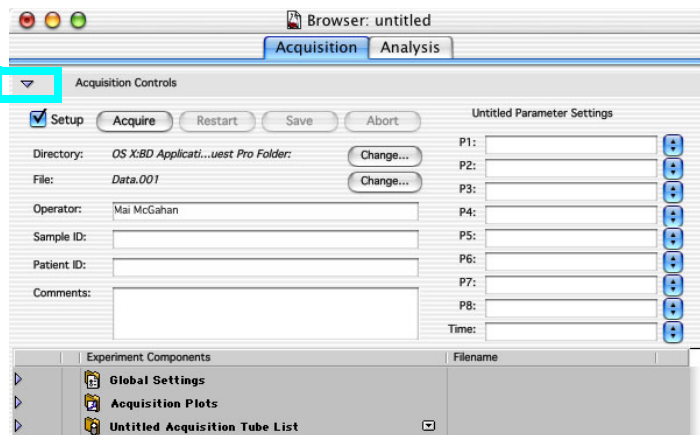 Browser: untitled
Acquisition Analysis
Acquisition Controls
Setup Acquire Restart Save Abort
Directory: OS X:BD Applicati...uest Pro Folder: Change...
File: Data.001 Change...
Operator: Mai McGahan
Sample ID:
Patient ID:
Comments:
Untitled Parameter Settings
P1:
P2:
P3:
P4:
P5:
P6:
P7:
P8:
Time:
Experiment Components Filename
Global Settings
Acquisition Plots
Untitled Acquisition Tube List